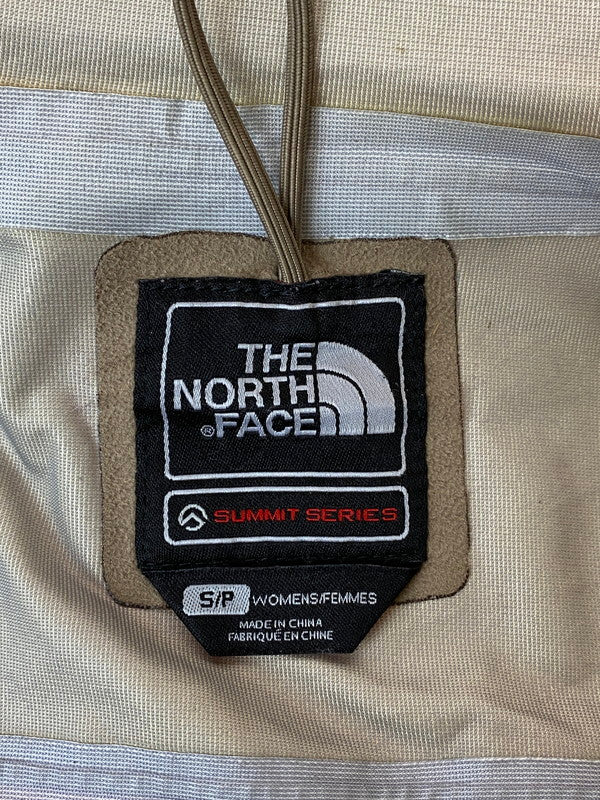 THE
NORTH
®FACE
SUMMIT SERIES
S/P WOMENS/FEMMES
MADE IN CHINA
FABRIQUÉ EN CHINE